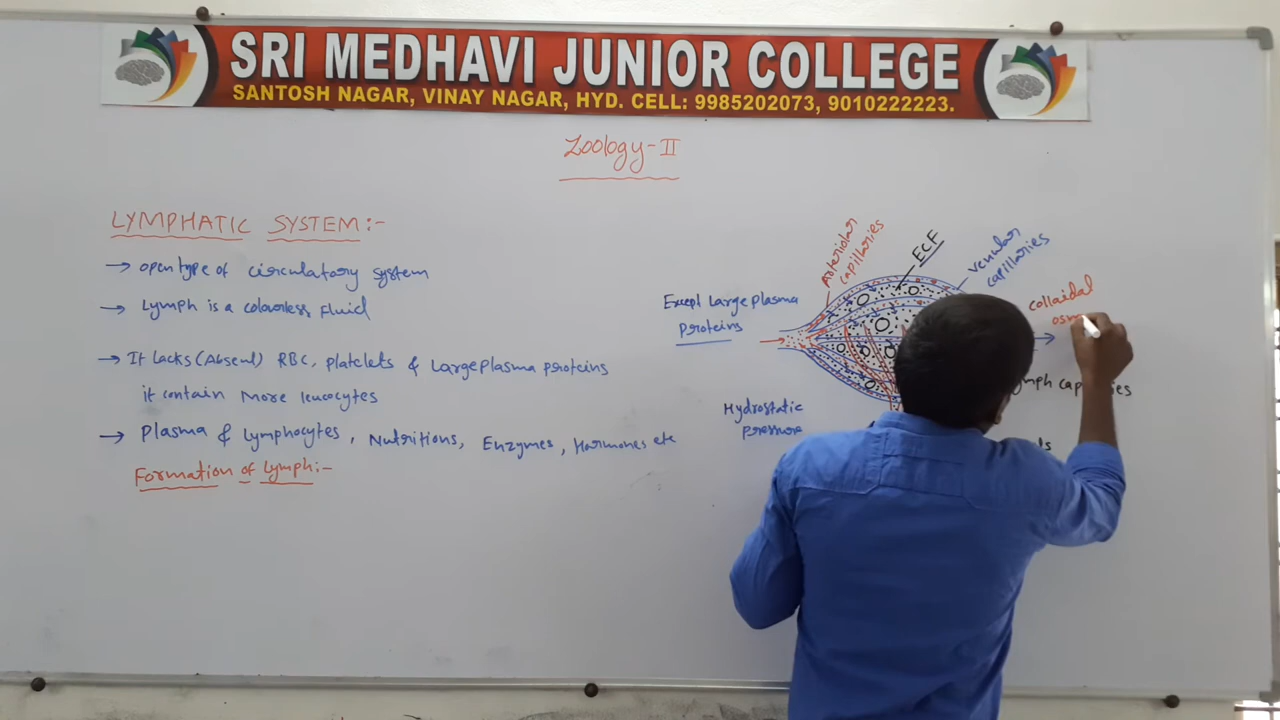 SRI MEDHAVI JUNIOR COLLEGE
SANTOSH NAGAR, VINAY NAGAR, HYD. CELL: 9985202073, 9010222223.
Zoology-II
LYMPHATIC SYSTEM:-
→ open type of circulatory system
→ Lymph is a colourless Fluid
→ It lacks (Absent) RBC, platelets & Large plasma proteins
it contain More leucocytes
→ Plasma & Lymphocytes, Nutritions, Enzymes, Harmones etc
Formation of Lymph:-
Except Large plasma
proteins
Hydrostatic
pressure
Arteriolar
capillaries
ECF
venular
capillaries
collaidal
osm